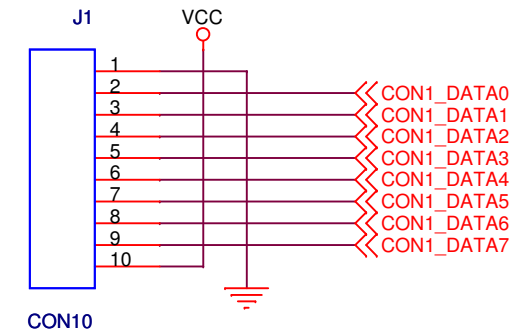 J1 VCC
1
2 CON1_DATA0
3 CON1_DATA1
4 CON1_DATA2
5 CON1_DATA3
6 CON1_DATA4
7 CON1_DATA5
8 CON1_DATA6
9 CON1_DATA7
10
CON10